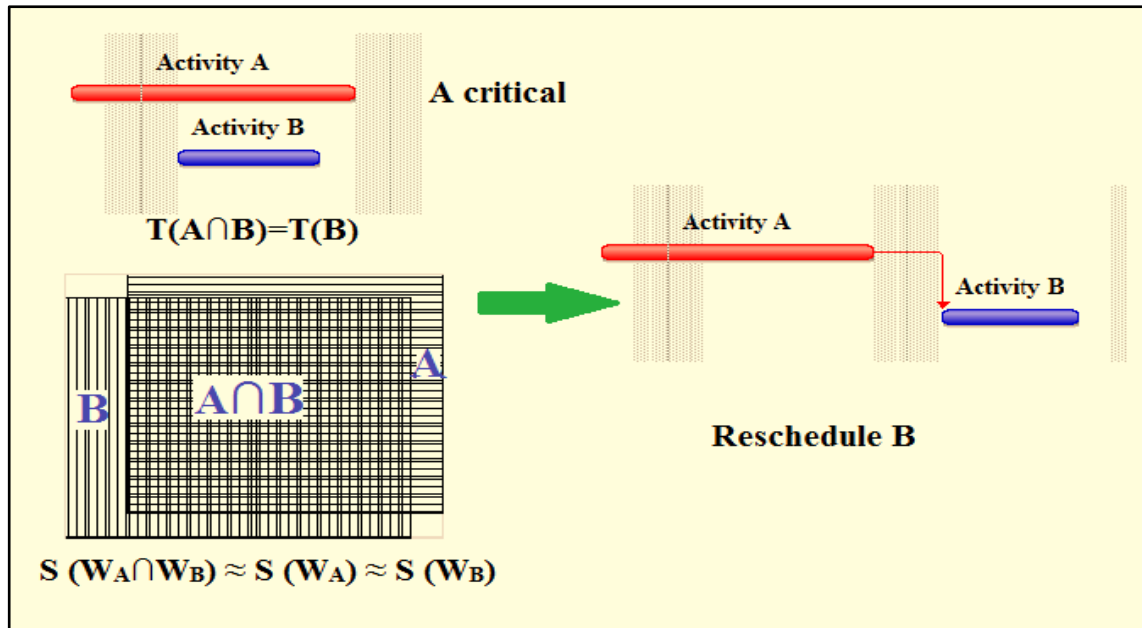 Activity A
A critical
Activity B
T(A∩B)=T(B)
B
A∩B
A
S (WA∩WB) ≈ S (WA) ≈ S (WB)
Activity A
Activity B
Reschedule B